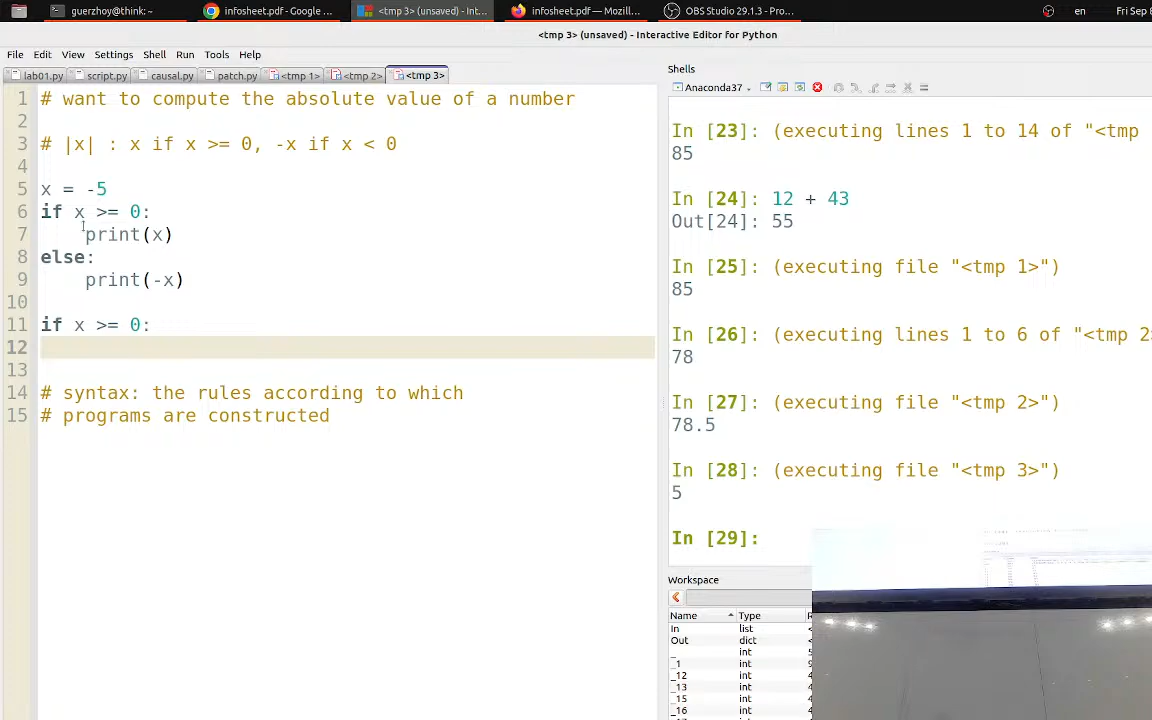 guerzhoy@think: ~
infosheet.pdf - Google ...
<tmp 3> (unsaved) - Int...
infosheet.pdf — Mozill...
OBS Studio 29.1.3 - Pro...
en
Fri Sep 8
<tmp 3> (unsaved) - Interactive Editor for Python
File Edit View Settings Shell Run Tools Help
lab01.py script.py causal.py patch.py <tmp 1> <tmp 2> <tmp 3>
1 # want to compute the absolute value of a number
2
3 # |x| : x if x >= 0, -x if x < 0
4
5 x = -5
6 if x >= 0:
7 print(x)
8 else:
9 print(-x)
10
11 if x >= 0:
12
13
14 # syntax: the rules according to which
15 # programs are constructed
Shells
Anaconda37
In [23]: (executing lines 1 to 14 of "<tmp
85
In [24]: 12 + 43
Out[24]: 55
In [25]: (executing file "<tmp 1>")
85
In [26]: (executing lines 1 to 6 of "<tmp 2>
78
In [27]: (executing file "<tmp 2>")
78.5
In [28]: (executing file "<tmp 3>")
5
In [29]:
Workspace
Name Type
In list
Out dict
_ int
_1 int
_12 int
_13 int
_15 int
_16 int